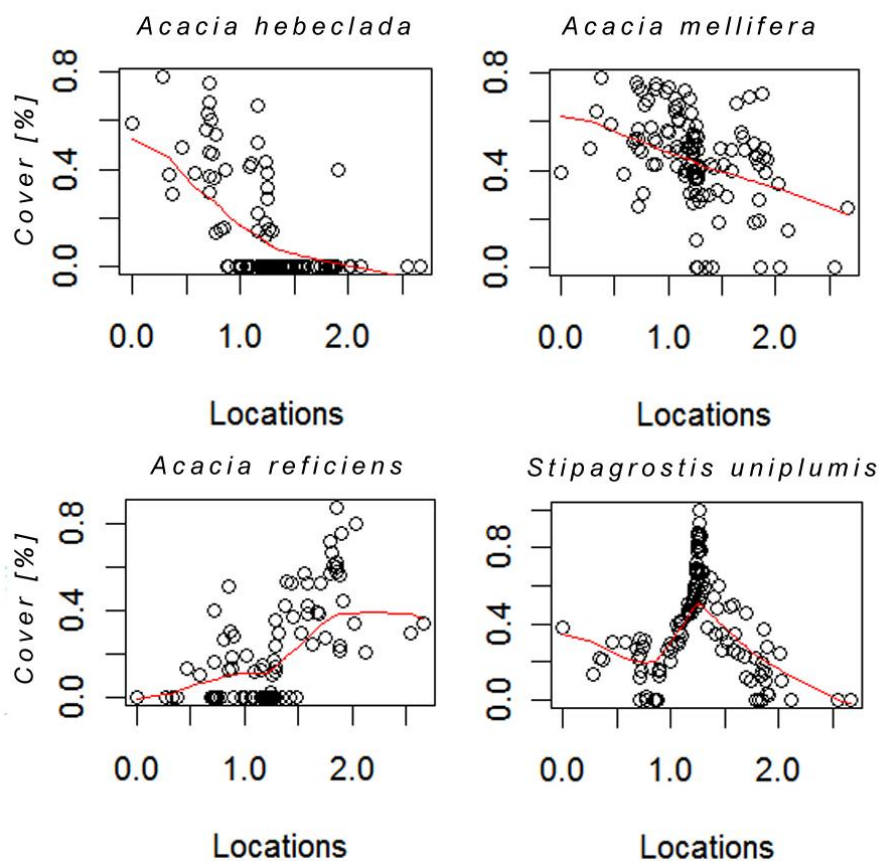 Acacia hebeclada
Acacia mellifera
Cover [%]
0.8
0.4
0.0
0.0 1.0 2.0
Locations
0.8
0.4
0.0
0.0 1.0 2.0
Locations
Acacia reficiens
Stipagrostis uniplumis
Cover [%]
0.8
0.4
0.0
0.0 1.0 2.0
Locations
0.8
0.4
0.0
0.0 1.0 2.0
Locations